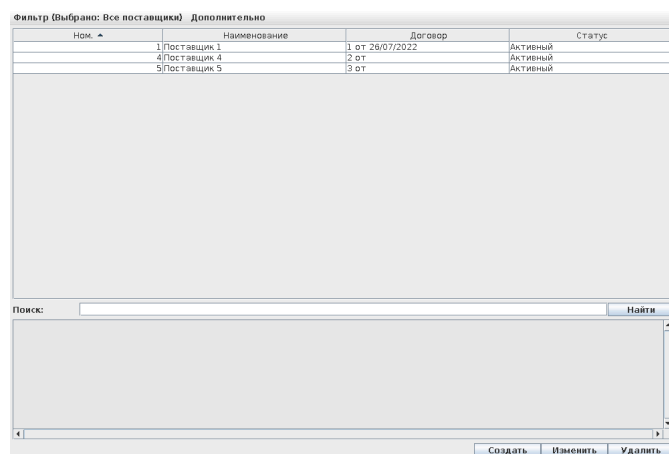 Фильтр (Выбрано: Все поставщики) Дополнительно
Ном. Наименование Договор Статус
1 Поставщик 1 1 от 26/07/2022 Активный
4 Поставщик 4 2 от Активный
5 Поставщик 5 3 от Активный
Поиск: Найти
Создать Изменить Удалить